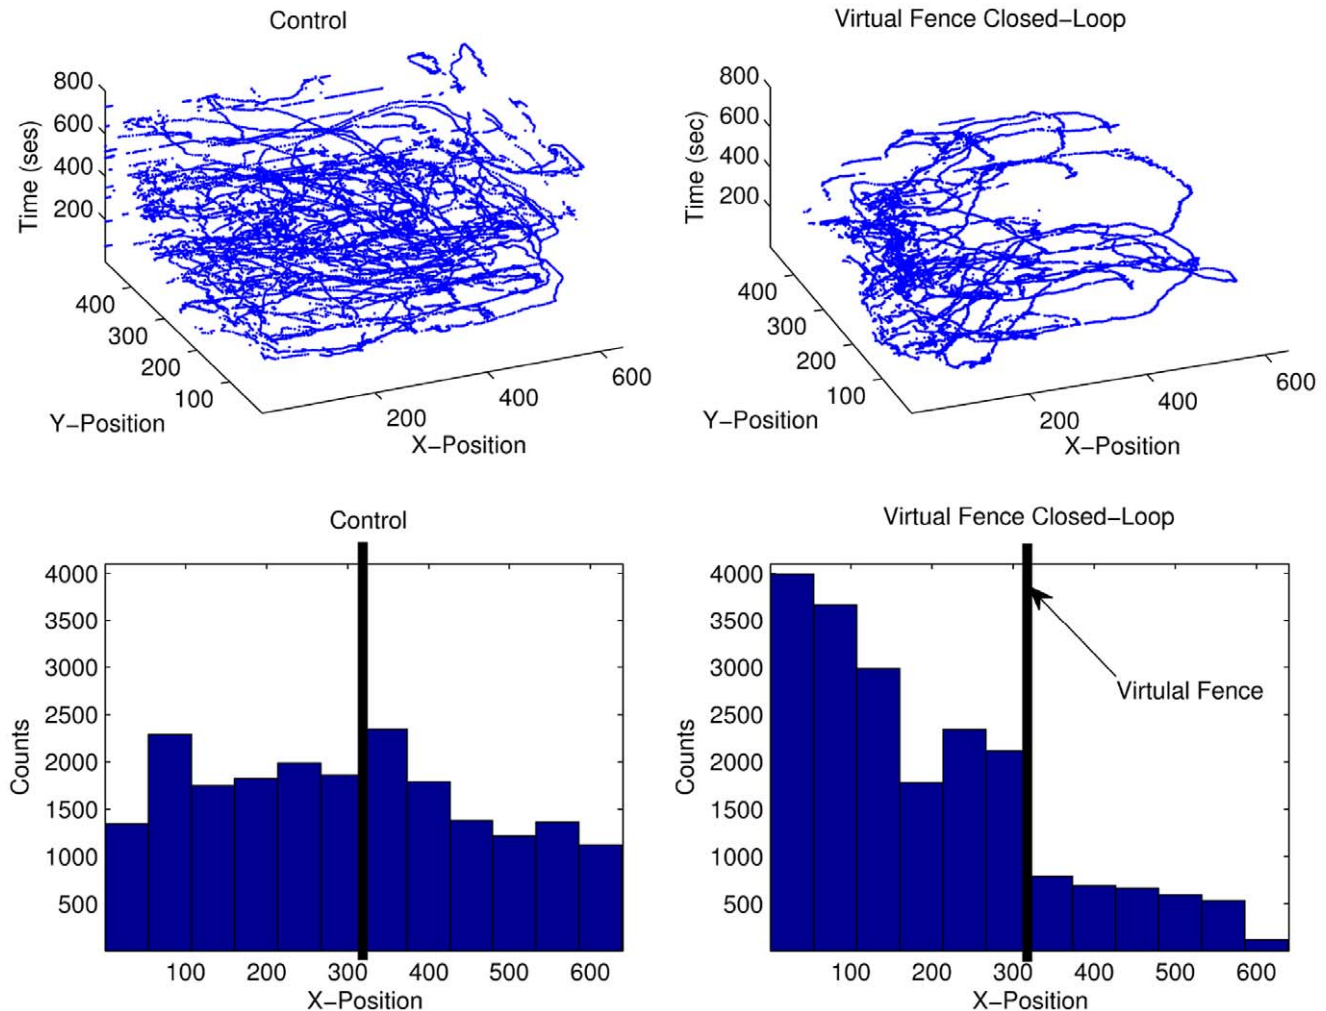 Control
Virtual Fence Closed−Loop
800
600
400
200
Time (ses)
400
300
200
100
Y−Position
200
400
600
X−Position
800
600
400
200
Time (sec)
400
300
200
100
Y−Position
200
400
600
X−Position
Control
4000
3500
3000
2500
2000
1500
1000
500
Counts
100 200 300 400 500 600
X−Position
Virtual Fence Closed−Loop
4000
3500
3000
2500
2000
1500
1000
500
Counts
Virtulal Fence
100 200 300 400 500 600
X−Position